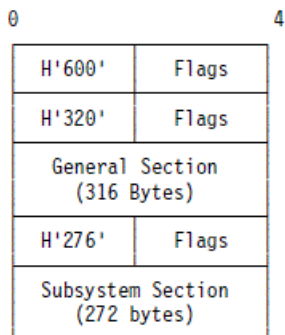 0 4
H'600' Flags
H'320' Flags
General Section
(316 Bytes)
H'276' Flags
Subsystem Section
(272 bytes)